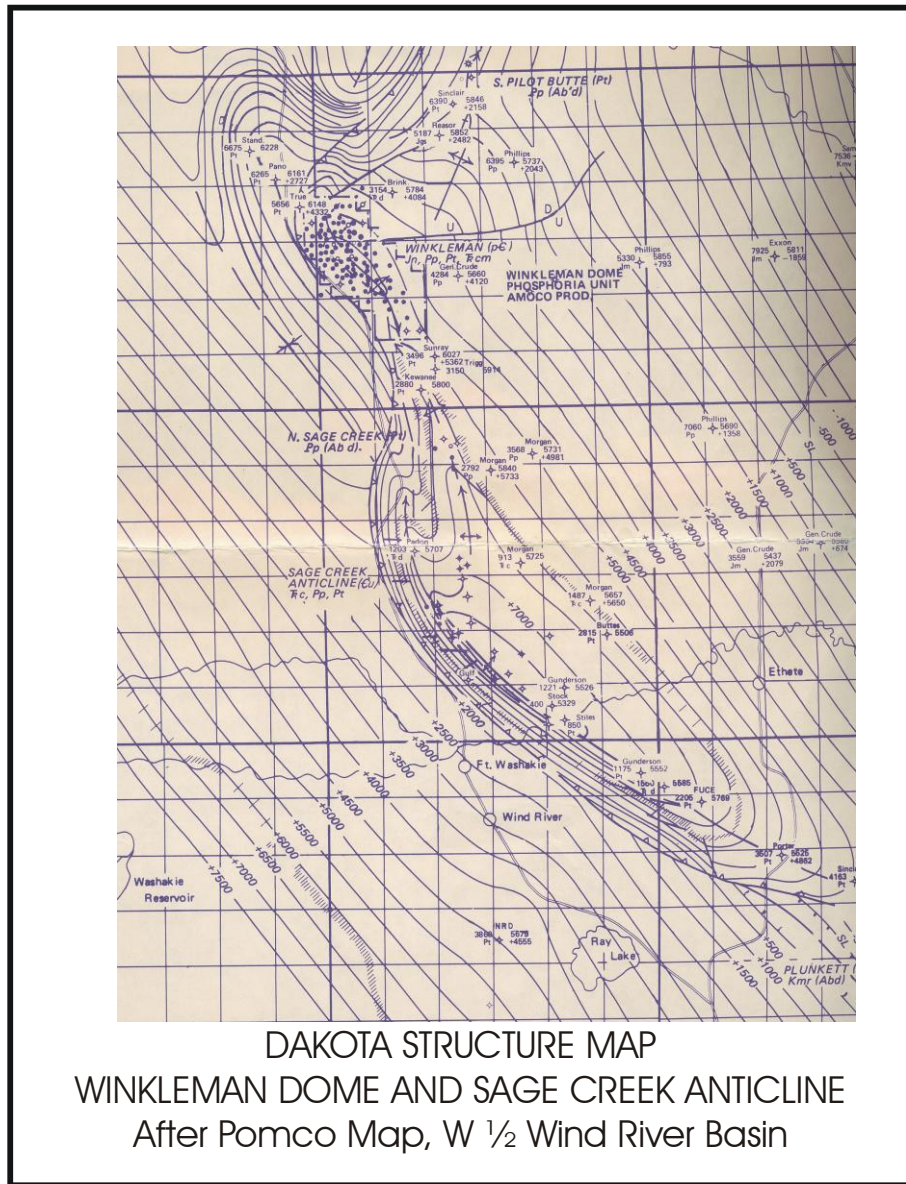 S. PILOT BUTTE (Pt)
Pp (Ab'd)
Sinclair
6390 5846
Pt +2158
Reasor
5187 5852
Jgs +2482
Stand.
6675 6228
Pt
Phillips
6395 5737
Pp +2043
Pano
6265 6161
Pt +2727
Brink
3154 5784
+4084
True
5656 6148
Pt +4332
D
U
U
WINKLEMAN (p€)
Jn, Pp, Pt, Ћcm
Gen.Crude
4284 5660
Pp +4120
WINKLEMAN DOME
PHOSPHORIA UNIT
AMOCO PROD.
Phillips
5330 5855
Jm +793
Exxon
7925 5811
Jm -1859
Sunray
3496 6027
Pt +5362
Trigg
3150 5914
Kewanee
2880 5800
Pt
Phillips
7060 5690
Pp +1358
N. SAGE CREEK (Pt)
Pp (Ab d).
Morgan
3568 5731
Pp +4981
Morgan
2792 5840
Pp +5733
-1000
-500
SL
+500
+1000
+1500
+2000
+2500
+3000
+3500
+4000
+4500
+5000
1203 5707
Morgan
913 5725
Gen.Crude
3559 5437
Jm +2079
Gen.Crude
Jm +674
SAGE CREEK
ANTICLINE
Pp, Pt
Morgan
1487 5657
+5650
+7000
Buttes
2815 5506
Pt
Gulf
Gunderson
1221 5526
Stock
400 5329
Stiles
850
Pt
Ethete
+2000
+2500
+3000
+3500
+4000
+4500
+5000
+5500
+6000
+6500
+7000
+7500
Ft. Washakie
Gunderson
1175 5552
Pt
5585
FUCE
2206 5769
Pt
Wind River
Porter
3507 5525
Pt +4862
4163
Pt
Washakie
Reservoir
NRD
5675
Pt +4555
Ray
Lake
SL
+500
+1000
+1500
PLUNKETT
Kmr (Abd)
DAKOTA STRUCTURE MAP
WINKLEMAN DOME AND SAGE CREEK ANTICLINE
After Pomco Map, W ½ Wind River Basin